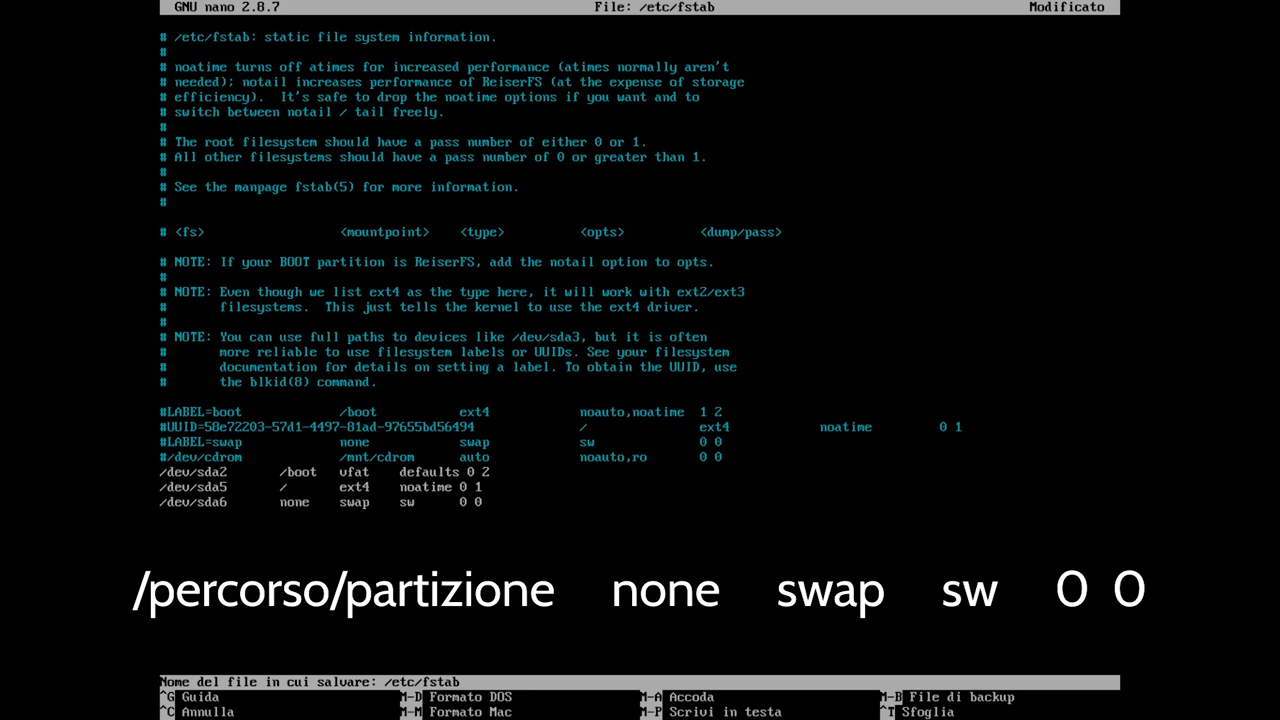 GNU nano 2.8.7 File: /etc/fstab Modificato
# /etc/fstab: static file system information.
#
# noatime turns off atimes for increased performance (atimes normally aren't
# needed); notail increases performance of ReiserFS (at the expense of storage
# efficiency).  It's safe to drop the noatime options if you want and to
# switch between notail / tail freely.
#
# The root filesystem should have a pass number of either 0 or 1.
# All other filesystems should have a pass number of 0 or greater than 1.
#
# See the manpage fstab(5) for more information.
#
# <fs> <mountpoint> <type> <opts> <dump/pass>
# NOTE: If your BOOT partition is ReiserFS, add the notail option to opts.
#
# NOTE: Even though we list ext4 as the type here, it will work with ext2/ext3
# filesystems.  This just tells the kernel to use the ext4 driver.
#
# NOTE: You can use full paths to devices like /dev/sda3, but it is often
# more reliable to use filesystem labels or UUIDs. See your filesystem
# documentation for details on setting a label. To obtain the UUID, use
# the blkid(8) command.
#LABEL=boot /boot ext4 noauto,noatime 1 2
#UUID=58e72203-57d1-4497-81ad-97655bd56494 / ext4 noatime 0 1
#LABEL=swap none swap sw 0 0
#/dev/cdrom /mnt/cdrom auto noauto,ro 0 0
/dev/sda2 /boot vfat defaults 0 2
/dev/sda5 / ext4 noatime 0 1
/dev/sda6 none swap sw 0 0
/percorso/partizione none swap sw 0 0
Nome del file in cui salvare: /etc/fstab
^G Guida M-D Formato DOS M-A Accoda M-B File di backup
^C Annulla M-M Formato Mac M-P Scrivi in testa ^T Sfoglia